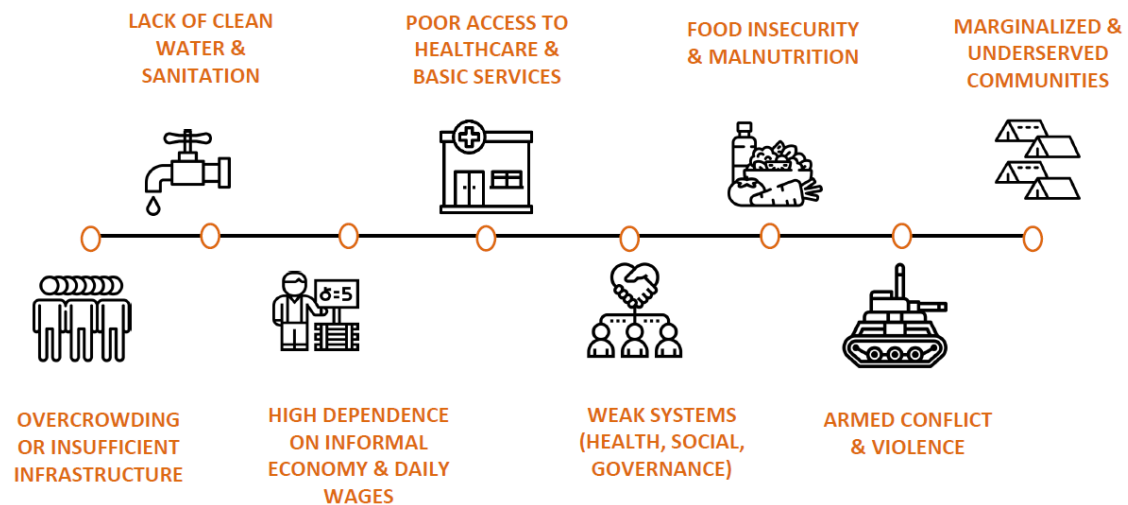 LACK OF CLEAN
WATER &
SANITATION
POOR ACCESS TO
HEALTHCARE &
BASIC SERVICES
FOOD INSECURITY
& MALNUTRITION
MARGINALIZED &
UNDERSERVED
COMMUNITIES
ð=5
OVERCROWDING
OR INSUFFICIENT
INFRASTRUCTURE
HIGH DEPENDENCE
ON INFORMAL
ECONOMY & DAILY
WAGES
WEAK SYSTEMS
(HEALTH, SOCIAL,
GOVERNANCE)
ARMED CONFLICT
& VIOLENCE